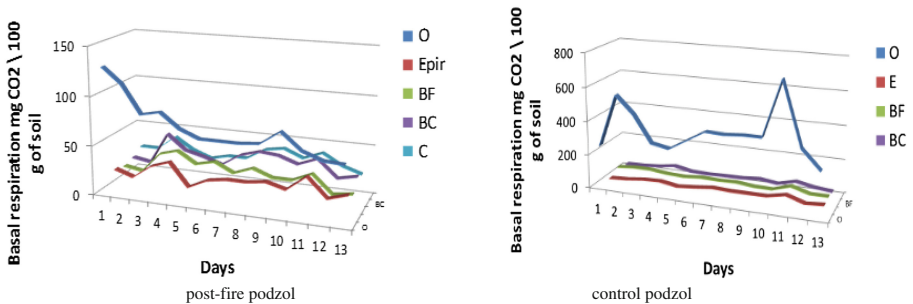 Basal respiration mg CO2 \ 100
g of soil
150
100
50
0
1 2 3 4 5 6 7 8 9 10 11 12 13
O
BC
Days
O
Epir
BF
BC
C
post-fire podzol
Basal respiration mg CO2 \ 100
g of soil
800
600
400
200
0
1 2 3 4 5 6 7 8 9 10 11 12 13
O
BF
Days
O
E
BF
BC
control podzol